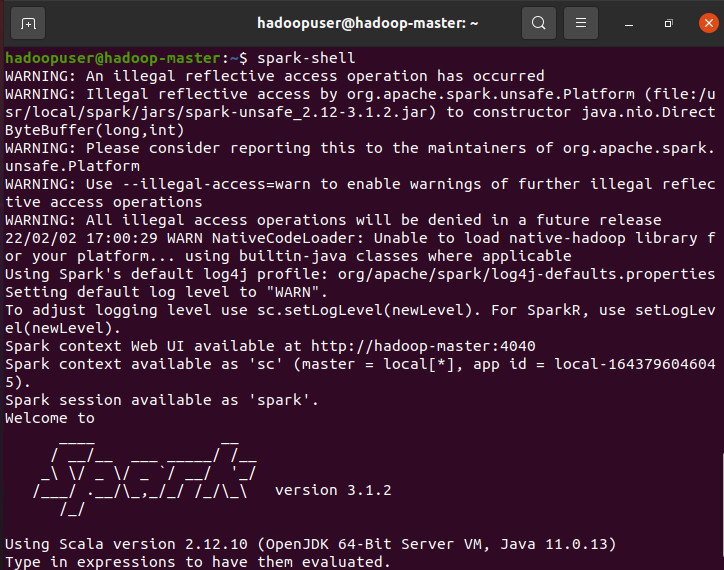 hadoopuser@hadoop-master: ~
hadoopuser@hadoop-master:~$ spark-shell
WARNING: An illegal reflective access operation has occurred
WARNING: Illegal reflective access by org.apache.spark.unsafe.Platform (file:/u
sr/local/spark/jars/spark-unsafe_2.12-3.1.2.jar) to constructor java.nio.Direct
ByteBuffer(long,int)
WARNING: Please consider reporting this to the maintainers of org.apache.spark.
unsafe.Platform
WARNING: Use --illegal-access=warn to enable warnings of further illegal reflec
tive access operations
WARNING: All illegal access operations will be denied in a future release
22/02/02 17:00:29 WARN NativeCodeLoader: Unable to load native-hadoop library f
or your platform... using builtin-java classes where applicable
Using Spark's default log4j profile: org/apache/spark/log4j-defaults.properties
Setting default log level to "WARN".
To adjust logging level use sc.setLogLevel(newLevel). For SparkR, use setLogLev
el(newLevel).
Spark context Web UI available at http://hadoop-master:4040
Spark context available as 'sc' (master = local[*], app id = local-164379604604
5).
Spark session available as 'spark'.
Welcome to
      ____              __
     / __/__  ___ _____/ /__
    _\ \/ _ \/ _ `/ __/  '_/
   /___/ .__/\_,_/_/ /_/\_\   version 3.1.2
      /_/
Using Scala version 2.12.10 (OpenJDK 64-Bit Server VM, Java 11.0.13)
Type in expressions to have them evaluated.